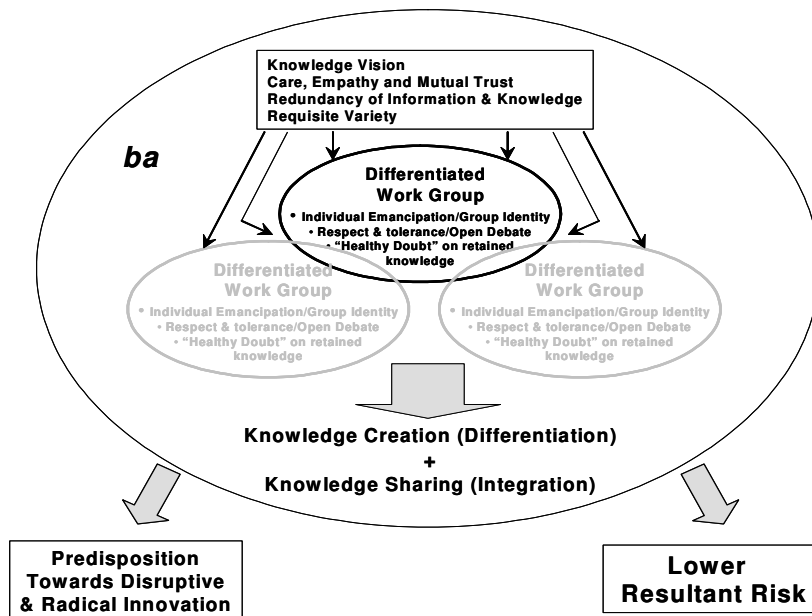 Knowledge Vision
Care, Empathy and Mutual Trust
Redundancy of Information & Knowledge
Requisite Variety
ba
Differentiated
Work Group
• Individual Emancipation/Group Identity
• Respect & tolerance/Open Debate
• “Healthy Doubt” on retained
knowledge
Differentiated
Work Group
• Individual Emancipation/Group Identity
• Respect & tolerance/Open Debate
• “Healthy Doubt” on retained
knowledge
Differentiated
Work Group
• Individual Emancipation/Group Identity
• Respect & tolerance/Open Debate
• “Healthy Doubt” on retained
knowledge
Knowledge Creation (Differentiation)
+
Knowledge Sharing (Integration)
Predisposition
Towards Disruptive
& Radical Innovation
Lower
Resultant Risk